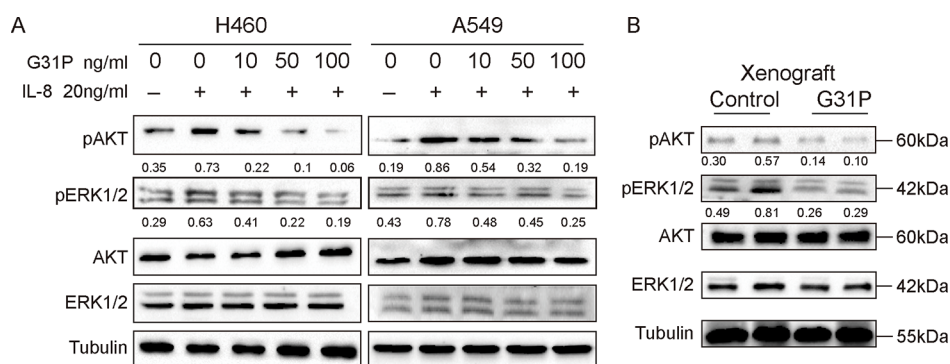 A
H460
A549
G31P ng/ml 0 0 10 50 100 0 0 10 50 100
IL-8 20ng/ml – + + + + – + + + +
pAKT
0.35 0.73 0.22 0.1 0.06 0.19 0.86 0.54 0.32 0.19
pERK1/2
0.29 0.63 0.41 0.22 0.19 0.43 0.78 0.48 0.45 0.25
AKT
ERK1/2
Tubulin
B
Xenograft
Control G31P
pAKT 60kDa
0.30 0.57 0.14 0.10
pERK1/2 42kDa
0.49 0.81 0.26 0.29
AKT 60kDa
ERK1/2 42kDa
Tubulin 55kDa